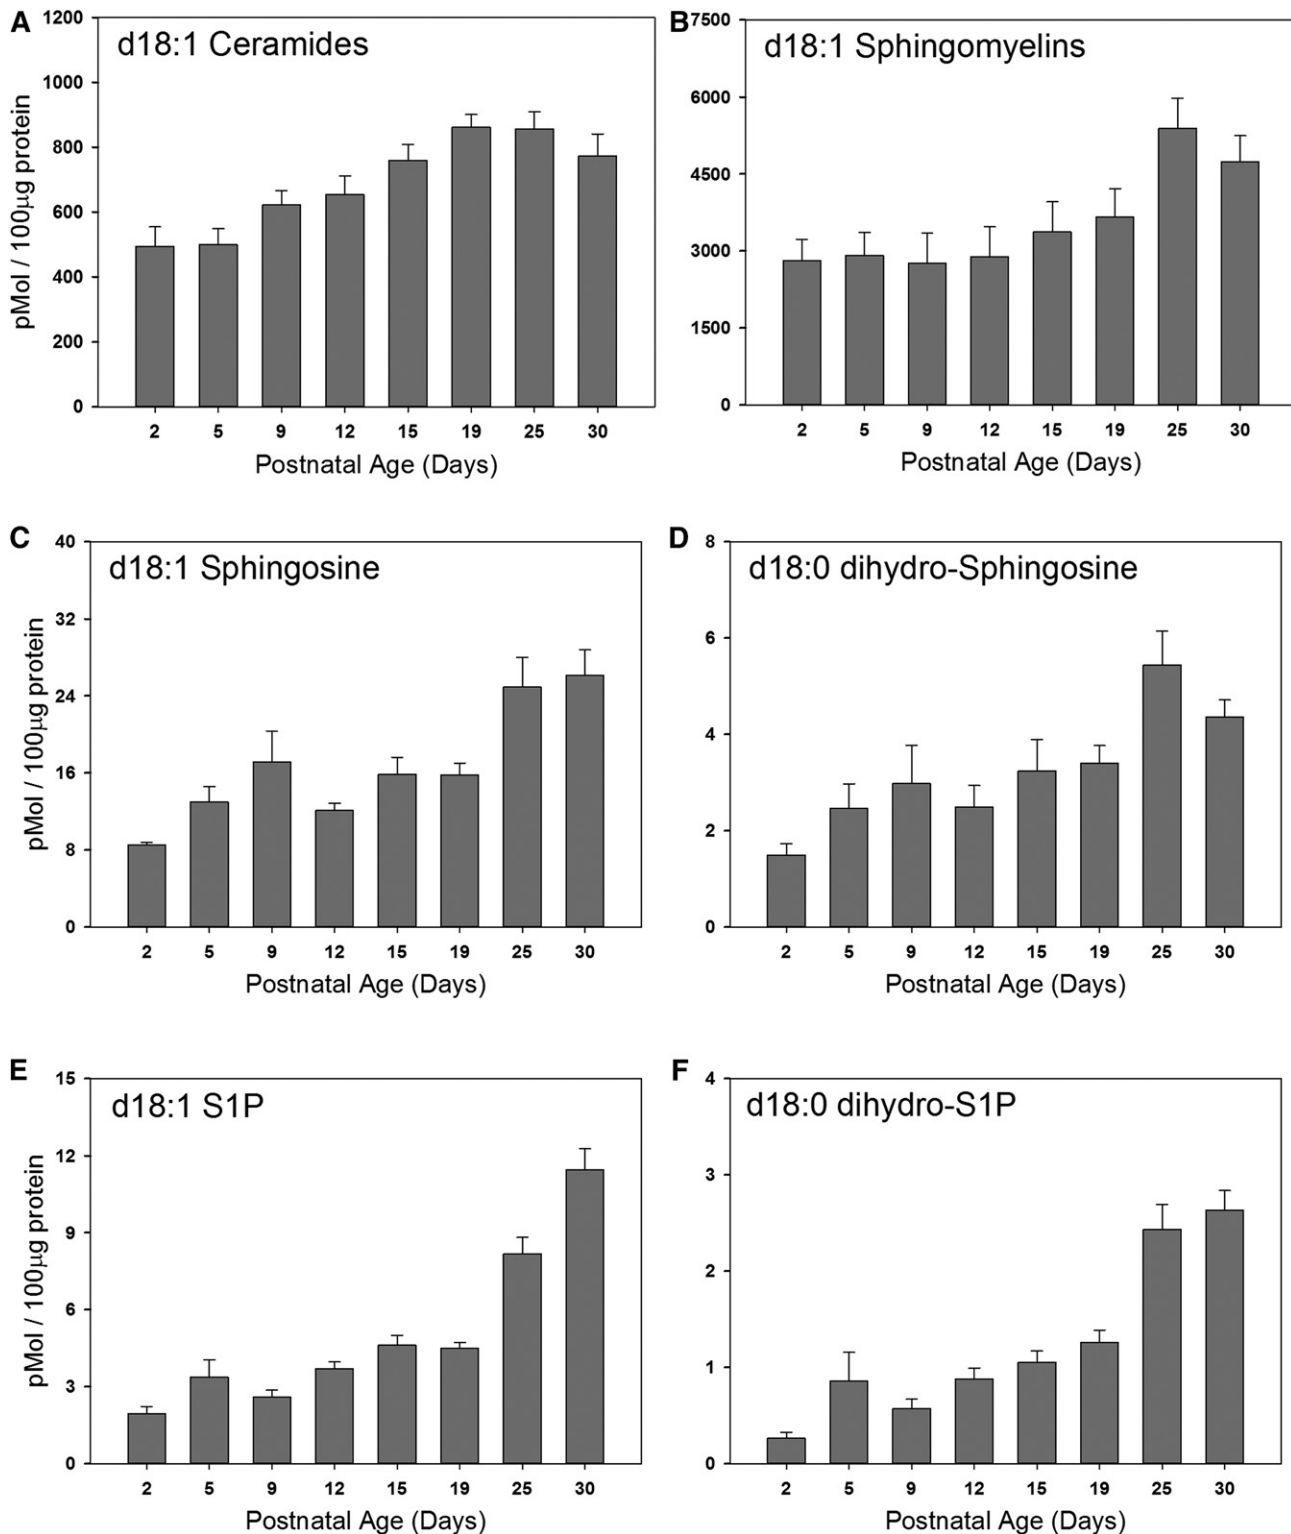 A
d18:1 Ceramides
pMol / 100µg protein
1200
1000
800
600
400
200
0
2 5 9 12 15 19 25 30
Postnatal Age (Days)
B
d18:1 Sphingomyelins
7500
6000
4500
3000
1500
0
2 5 9 12 15 19 25 30
Postnatal Age (Days)
C
d18:1 Sphingosine
pMol / 100µg protein
40
32
24
16
8
0
2 5 9 12 15 19 25 30
Postnatal Age (Days)
D
d18:0 dihydro-Sphingosine
8
6
4
2
0
2 5 9 12 15 19 25 30
Postnatal Age (Days)
E
d18:1 S1P
pMol / 100µg protein
15
12
9
6
3
0
2 5 9 12 15 19 25 30
Postnatal Age (Days)
F
d18:0 dihydro-S1P
4
3
2
1
0
2 5 9 12 15 19 25 30
Postnatal Age (Days)